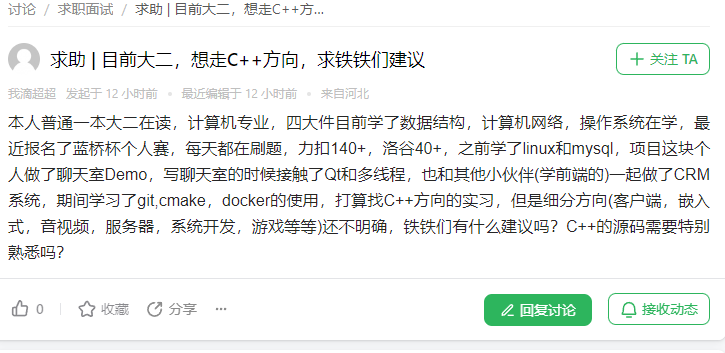 讨论 / 求职面试 / 求助 | 目前大二，想走C++方...
求助 | 目前大二，想走C++方向，求铁铁们建议
关注 TA
我滴超超 发起于 12 小时前 • 最近编辑于 12 小时前 • 来自河北
本人普通一本大二在读，计算机专业，四大件目前学了数据结构，计算机网络，操作系统在学，最
近报名了蓝桥杯个人赛，每天都在刷题，力扣140+，洛谷40+，之前学了linux和mysql，项目这块个
人做了聊天室Demo，写聊天室的时候接触了Qt和多线程，也和其他小伙伴(学前端的)一起做了CRM
系统，期间学习了git,cmake，docker的使用，打算找C++方向的实习，但是细分方向(客户端，嵌入
式，音视频，服务器，系统开发，游戏等等)还不明确，铁铁们有什么建议吗？C++的源码需要特别
熟悉吗？
0 收藏 分享 ... 回复讨论 接收动态